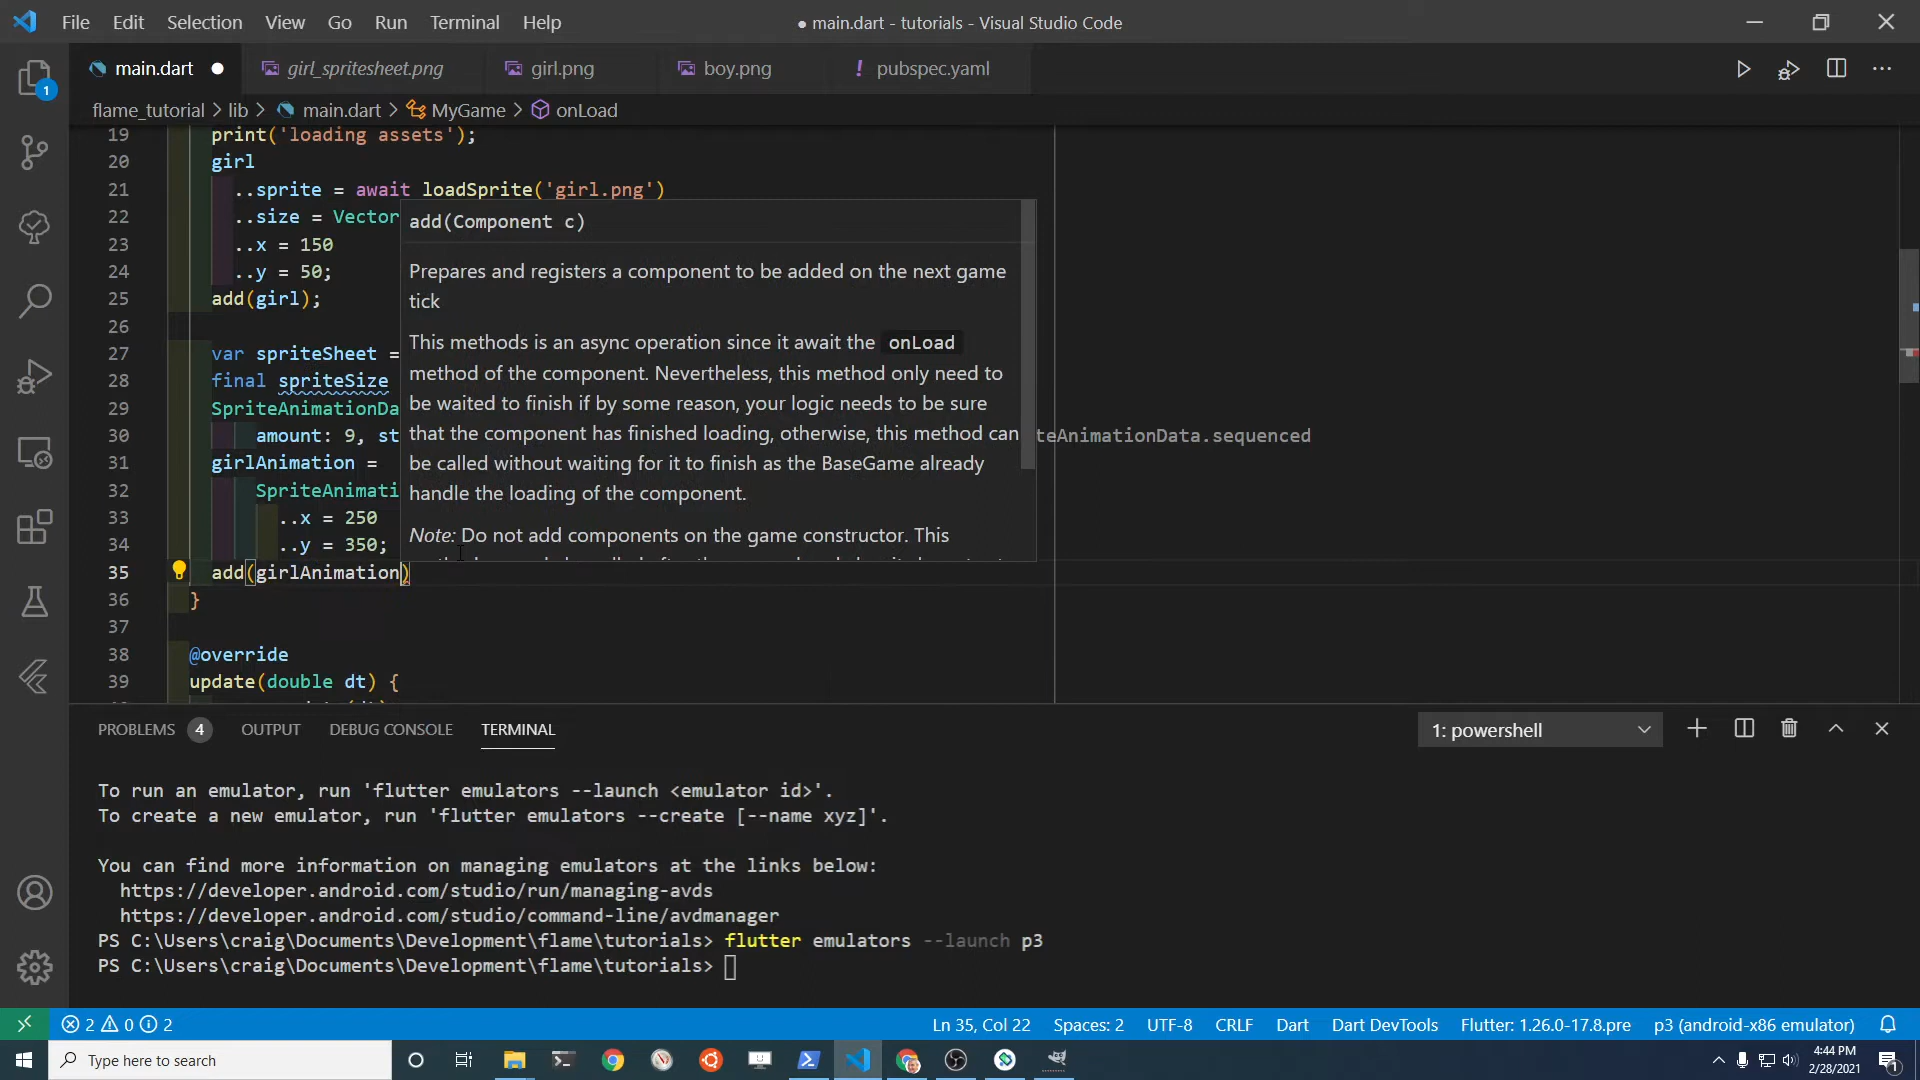 File Edit Selection View Go Run Terminal Help
● main.dart - tutorials - Visual Studio Code
main.dart
girl_spritesheet.png
girl.png
boy.png
! pubspec.yaml
flame_tutorial > lib > main.dart > MyGame > onLoad
19 print('loading assets');
20 girl
21 ..sprite = await loadSprite('girl.png')
22 ..size = Vector
23 ..x = 150
24 ..y = 50;
25 add(girl);
26
27 var spriteSheet =
28 final spriteSize
29 SpriteAnimationDa
30 amount: 9, st
teAnimationData.sequenced
31 girlAnimation =
32 SpriteAnimati
33 ..x = 250
34 ..y = 350;
35 add(girlAnimation)
36 }
37
38 @override
39 update(double dt) {
add(Component c)
Prepares and registers a component to be added on the next game
tick
This methods is an async operation since it await the onLoad
method of the component. Nevertheless, this method only need to
be waited to finish if by some reason, your logic needs to be sure
that the component has finished loading, otherwise, this method can
be called without waiting for it to finish as the BaseGame already
handle the loading of the component.
Note: Do not add components on the game constructor. This
PROBLEMS 4 OUTPUT DEBUG CONSOLE TERMINAL
1: powershell
To run an emulator, run 'flutter emulators --launch <emulator id>'.
To create a new emulator, run 'flutter emulators --create [--name xyz]'.
You can find more information on managing emulators at the links below:
https://developer.android.com/studio/run/managing-avds
https://developer.android.com/studio/command-line/avdmanager
PS C:\Users\craig\Documents\Development\flame\tutorials> flutter emulators --launch p3
PS C:\Users\craig\Documents\Development\flame\tutorials>
2 0 2
Ln 35, Col 22 Spaces: 2 UTF-8 CRLF Dart Dart DevTools Flutter: 1.26.0-17.8.pre p3 (android-x86 emulator)
Type here to search
4:44 PM
2/28/2021
1
1